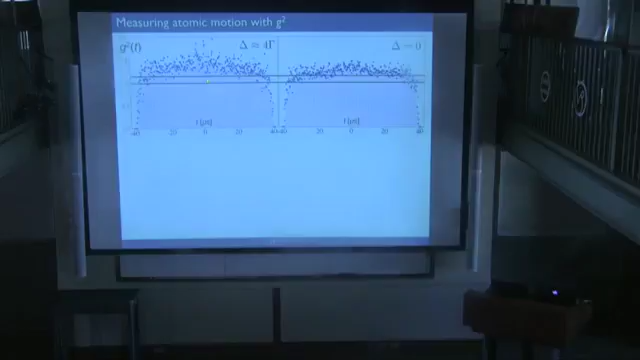 Measuring atomic motion with g²
g²(t)
Δ ≈ 4Γ
Δ = 0
t [μs]
t [μs]
-40 -20 0 20 40
-40 -20 0 20 40